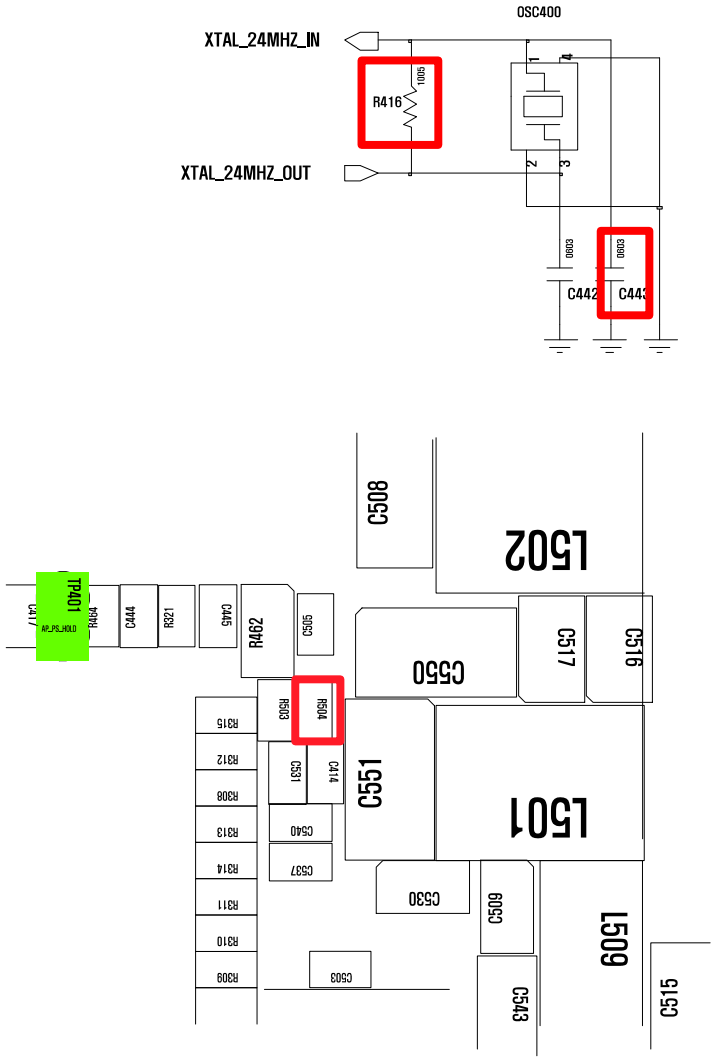 OSC400
XTAL_24MHZ_IN
1005
R416
1
4
XTAL_24MHZ_OUT
2
3
0603
0603
C442
C443
C508
L502
TP401
C417
AP_PS_HOLD
R464
C444
R321
C445
R462
C505
C550
C517
C516
R503
R504
R315
R312
C531
C414
C551
R308
R313
C540
L501
R314
C537
R311
C530
C509
R310
L509
R309
C503
C543
C515